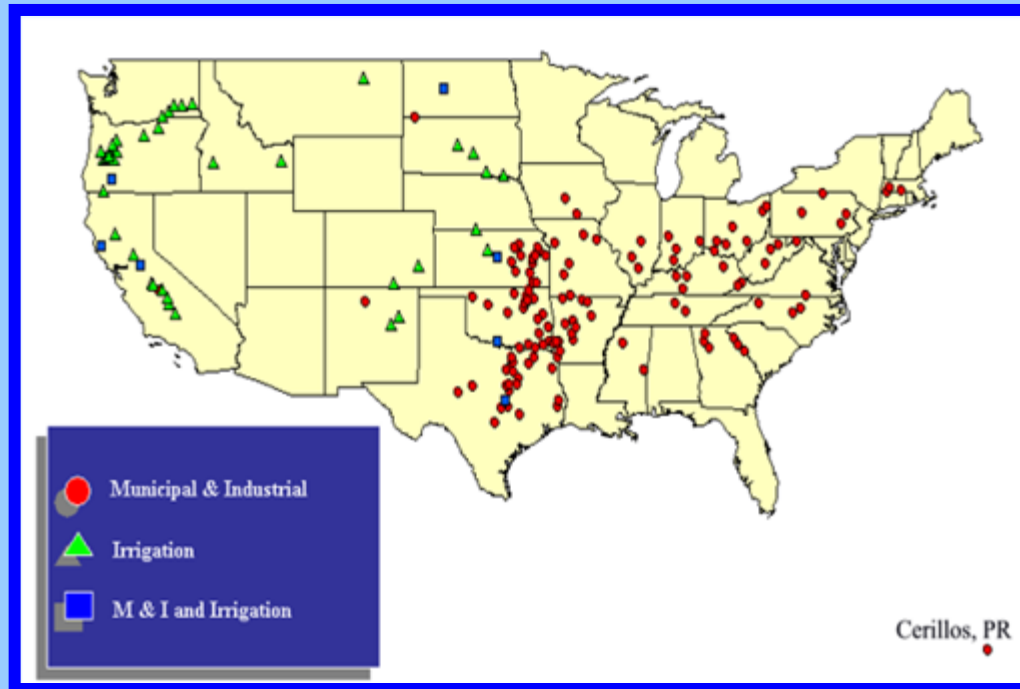 Municipal & Industrial
Irrigation
M & I and Irrigation
Cerillos, PR